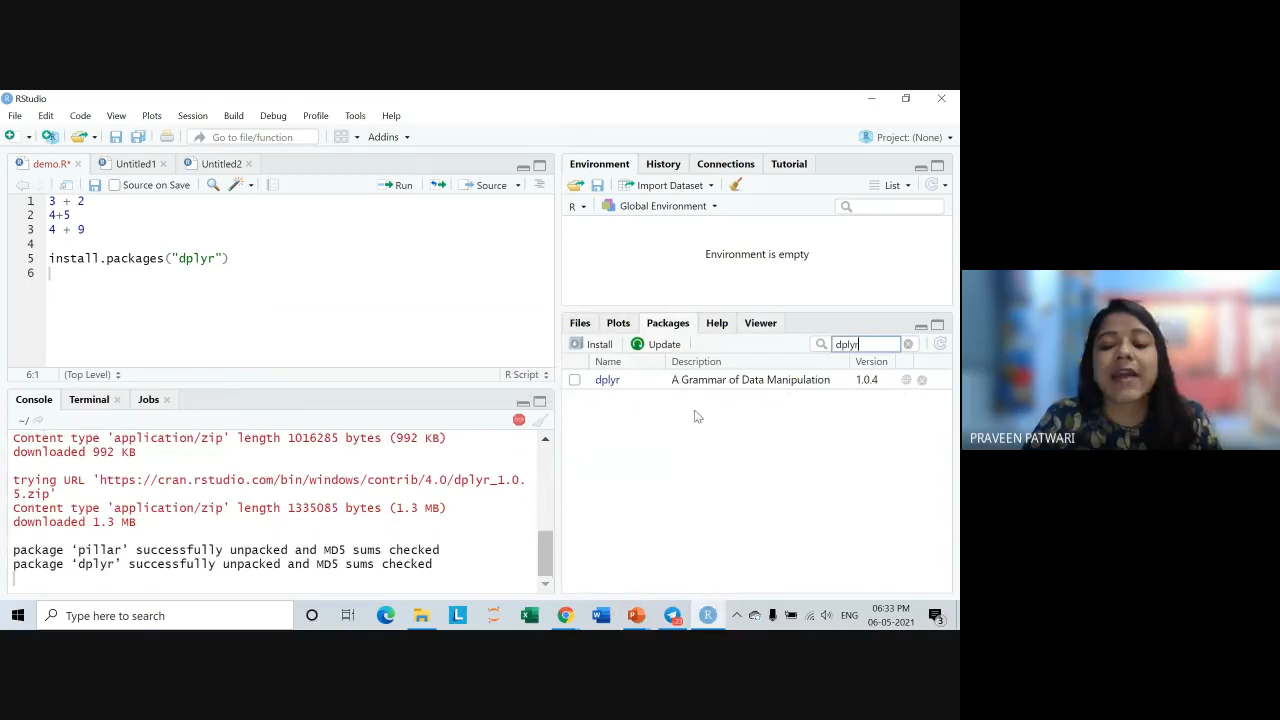 RStudio
File Edit Code View Plots Session Build Debug Profile Tools Help
Go to file/function Addins Project: (None)
demo.R* Untitled1 Untitled2
Source on Save Run Source
1 3 + 2
2 4+5
3 4 + 9
4
5 install.packages("dplyr")
6
6:1 (Top Level) R Script
Console Terminal Jobs
~/
Content type 'application/zip' length 1016285 bytes (992 KB)
downloaded 992 KB
trying URL 'https://cran.rstudio.com/bin/windows/contrib/4.0/dplyr_1.0.
5.zip'
Content type 'application/zip' length 1335085 bytes (1.3 MB)
downloaded 1.3 MB
package ‘pillar’ successfully unpacked and MD5 sums checked
package ‘dplyr’ successfully unpacked and MD5 sums checked
Environment History Connections Tutorial
Import Dataset List
R Global Environment
Environment is empty
Files Plots Packages Help Viewer
Install Update dplyr
Name Description Version
dplyr A Grammar of Data Manipulation 1.0.4
PRAVEEN PATWARI
Type here to search
ENG
06:33 PM
06-05-2021